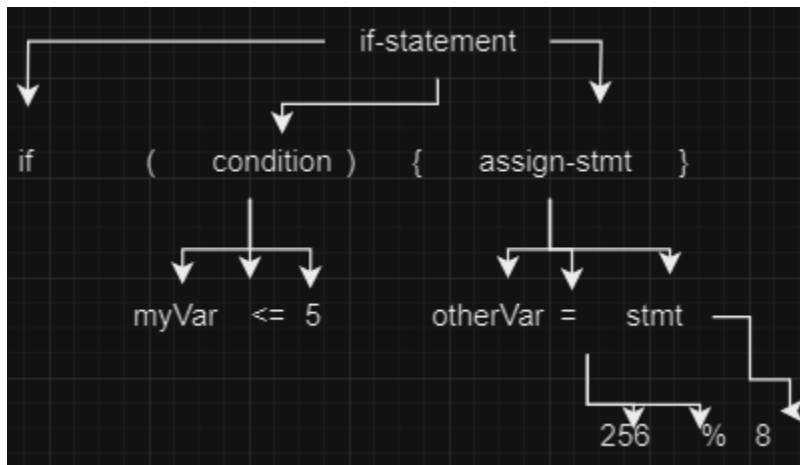 if-statement
if ( condition ) { assign-stmt }
myVar <= 5 otherVar = stmt
256 % 8